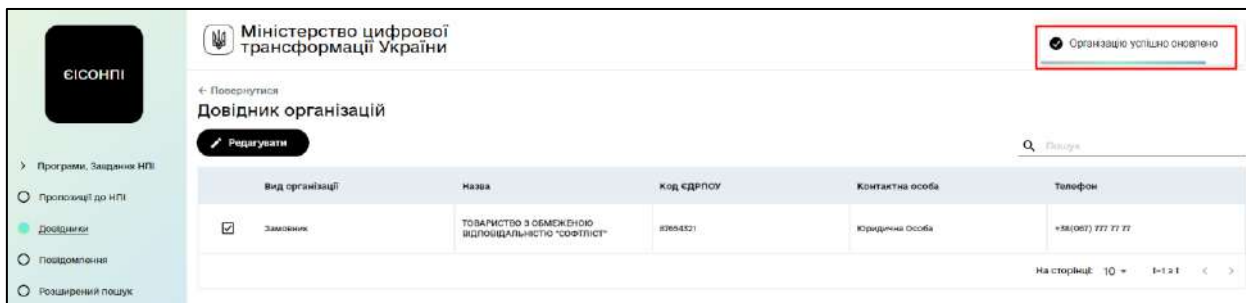 ЄІСОНПІ
Міністерство цифрової
трансформації України
Організацію успішно оновлено
← Повернутися
Довідник організацій
Редагувати
Пошук
Програми, Завдання НПІ
Пропозиції до НПІ
Довідники
Повідомлення
Розширений пошук
Вид організації Назва Код ЄДРПОУ Контактна особа Телефон
Замовник ТОВАРИСТВО З ОБМЕЖЕНОЮ
ВІДПОВІДАЛЬНІСТЮ "СОФТЛІСТ" 87654321 Юридична Особа +38(067) 777 77 77
На сторінці: 10 1-1 з 1